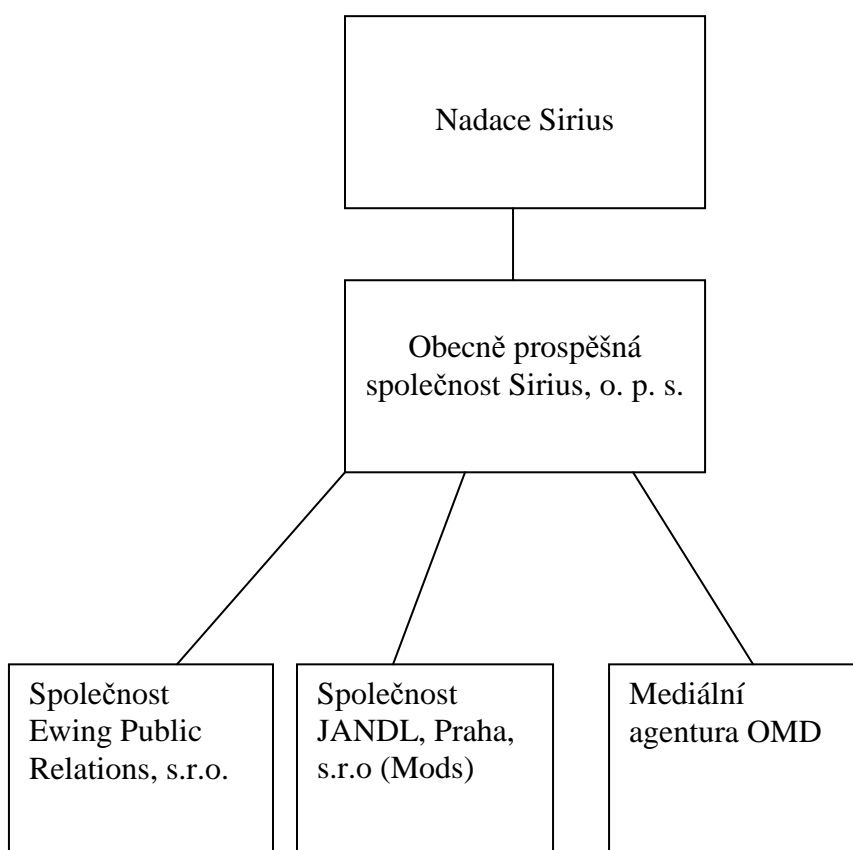 Nadace Sirius
Obecně prospěšná
společnost Sirius, o. p. s.
Společnost
Ewing Public
Relations, s.r.o.
Společnost
JANDL, Praha,
s.r.o (Mods)
Mediální
agentura OMD